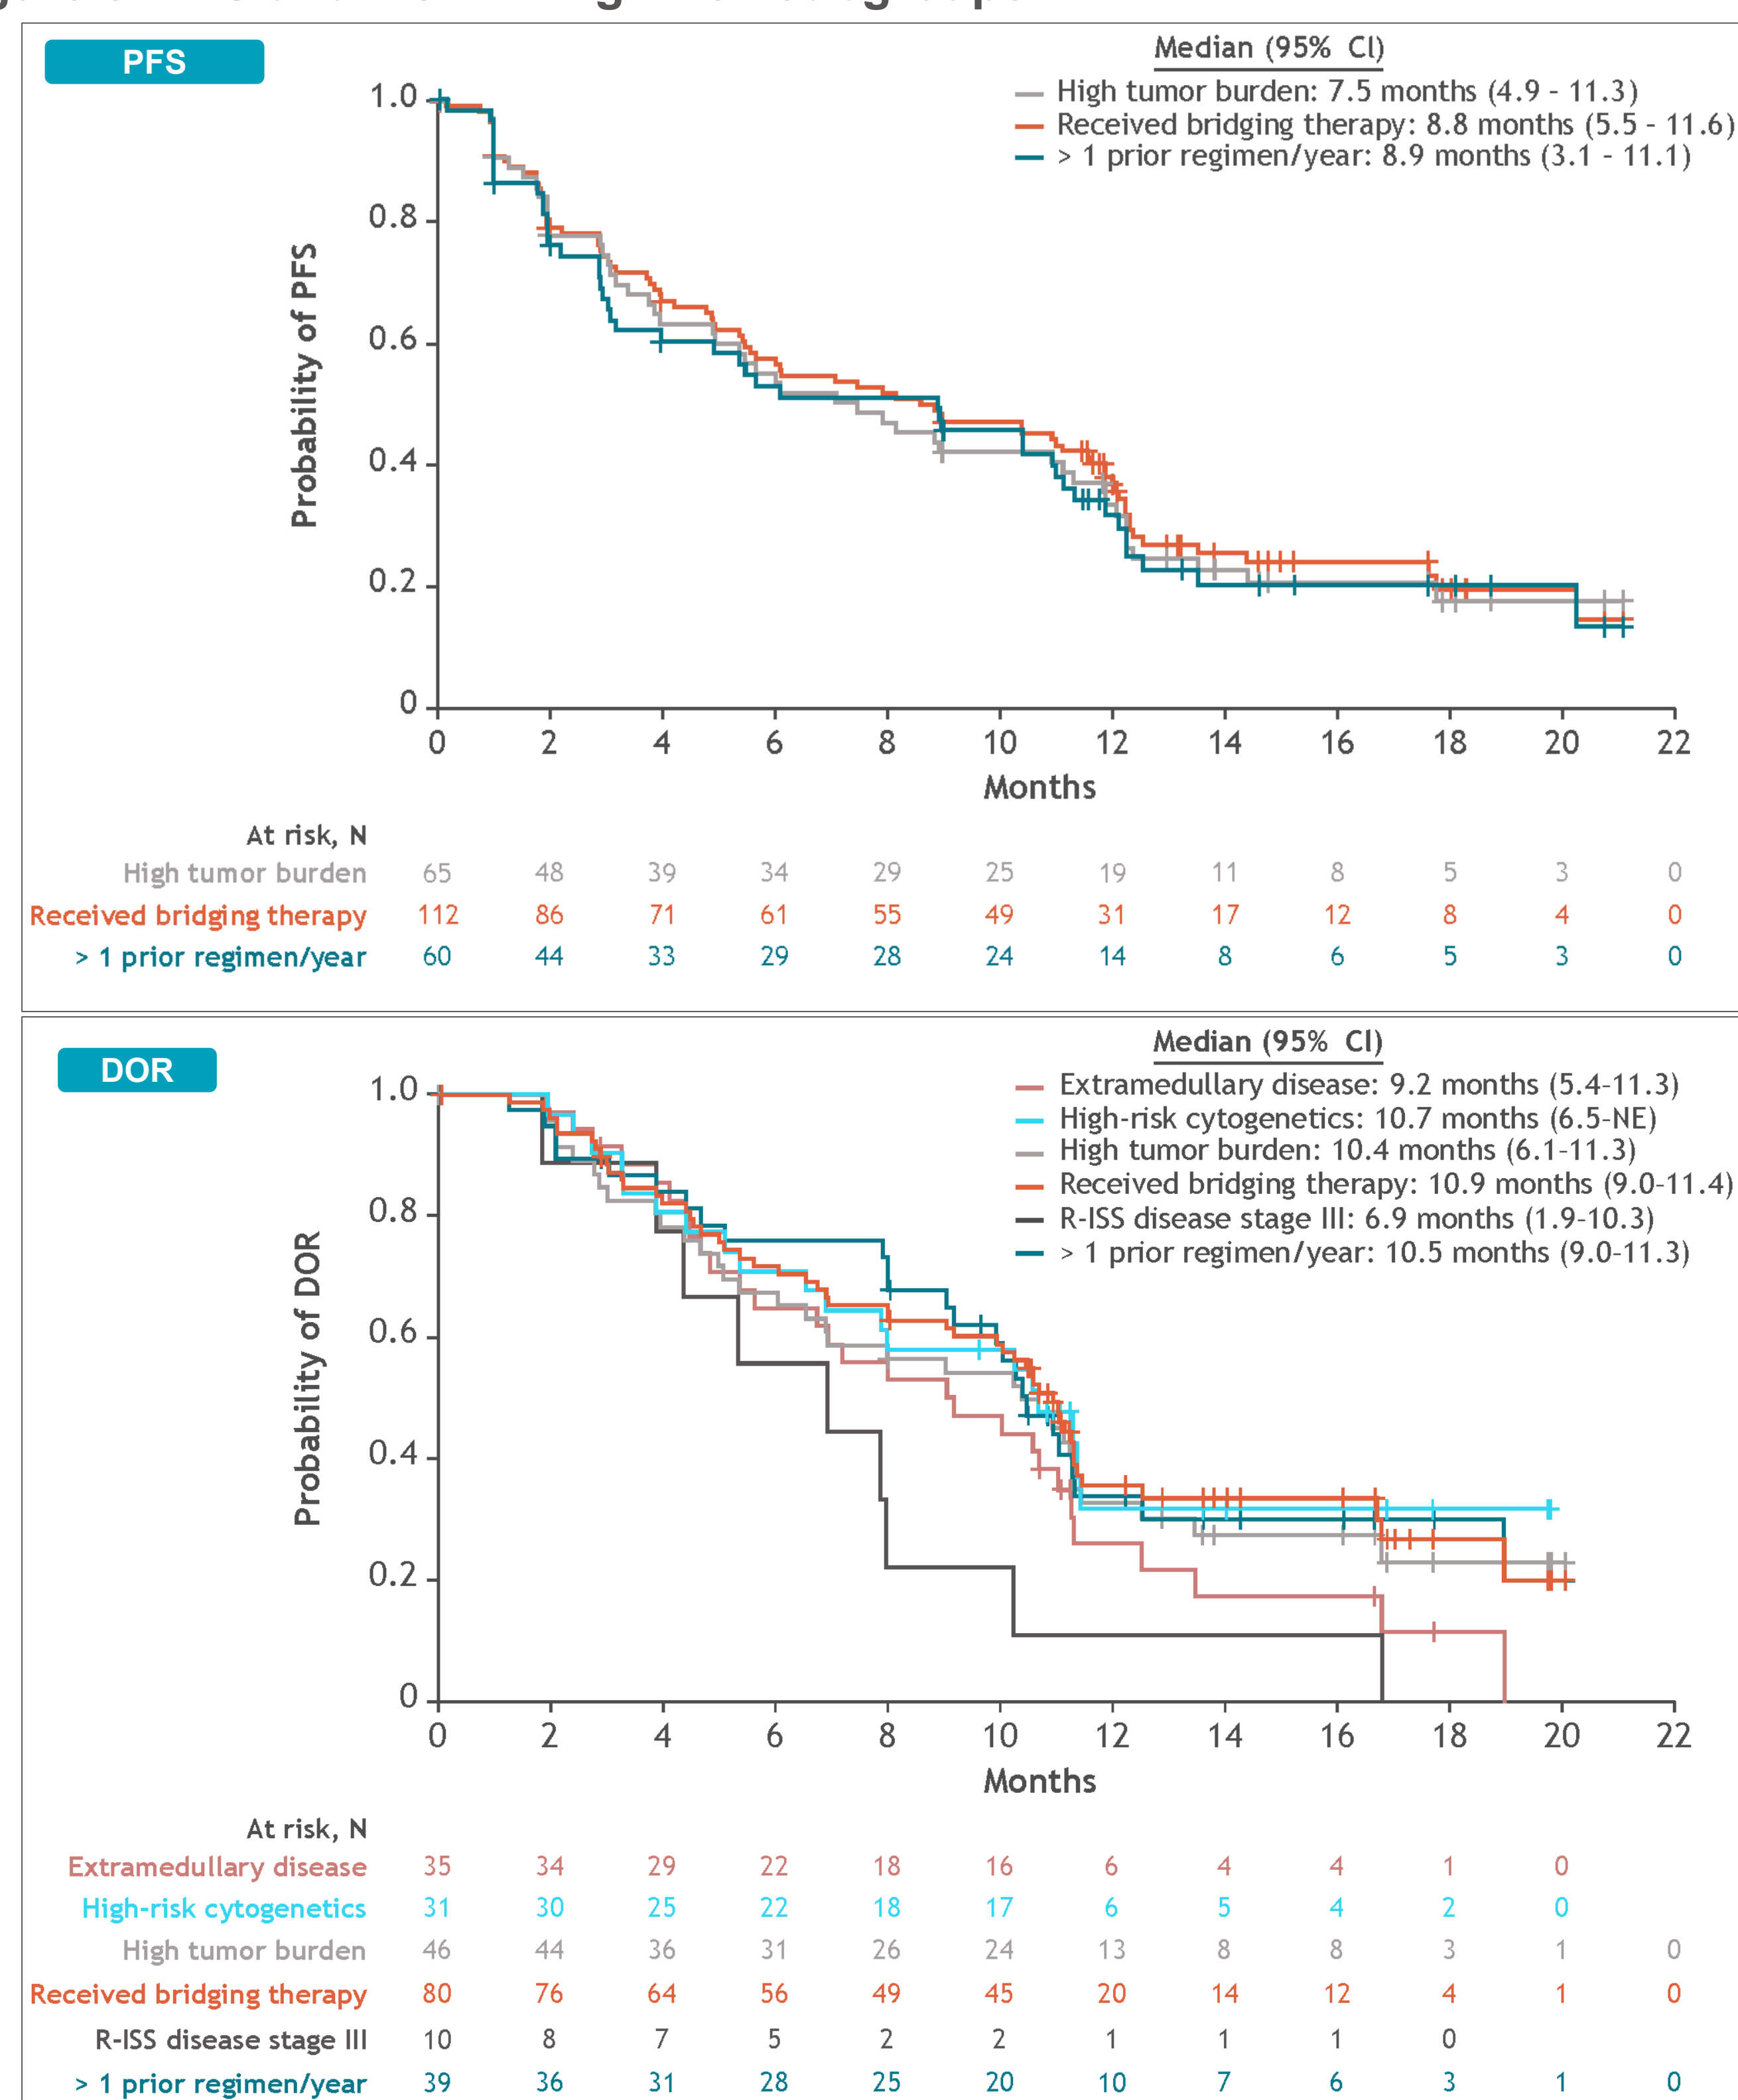 PFS
Median (95% CI)
High tumor burden: 7.5 months (4.9 - 11.3)
Received bridging therapy: 8.8 months (5.5 - 11.6)
> 1 prior regimen/year: 8.9 months (3.1 - 11.1)
Probability of PFS
1.0
0.8
0.6
0.4
0.2
0
0 2 4 6 8 10 12 14 16 18 20 22
Months
At risk, N
High tumor burden 65 48 39 34 29 25 19 11 8 5 3 0
Received bridging therapy 112 86 71 61 55 49 31 17 12 8 4 0
> 1 prior regimen/year 60 44 33 29 28 24 14 8 6 5 3 0
DOR
Median (95% CI)
Extramedullary disease: 9.2 months (5.4-11.3)
High-risk cytogenetics: 10.7 months (6.5-NE)
High tumor burden: 10.4 months (6.1-11.3)
Received bridging therapy: 10.9 months (9.0-11.4)
R-ISS disease stage III: 6.9 months (1.9-10.3)
> 1 prior regimen/year: 10.5 months (9.0-11.3)
Probability of DOR
1.0
0.8
0.6
0.4
0.2
0
0 2 4 6 8 10 12 14 16 18 20 22
Months
At risk, N
Extramedullary disease 35 34 29 22 18 16 6 4 4 1 0
High-risk cytogenetics 31 30 25 22 18 17 6 5 4 2 0
High tumor burden 46 44 36 31 26 24 13 8 8 3 1 0
Received bridging therapy 80 76 64 56 49 45 20 14 12 4 1 0
R-ISS disease stage III 10 8 7 5 2 2 1 1 1 0
> 1 prior regimen/year 39 36 31 28 25 20 10 7 6 3 1 0